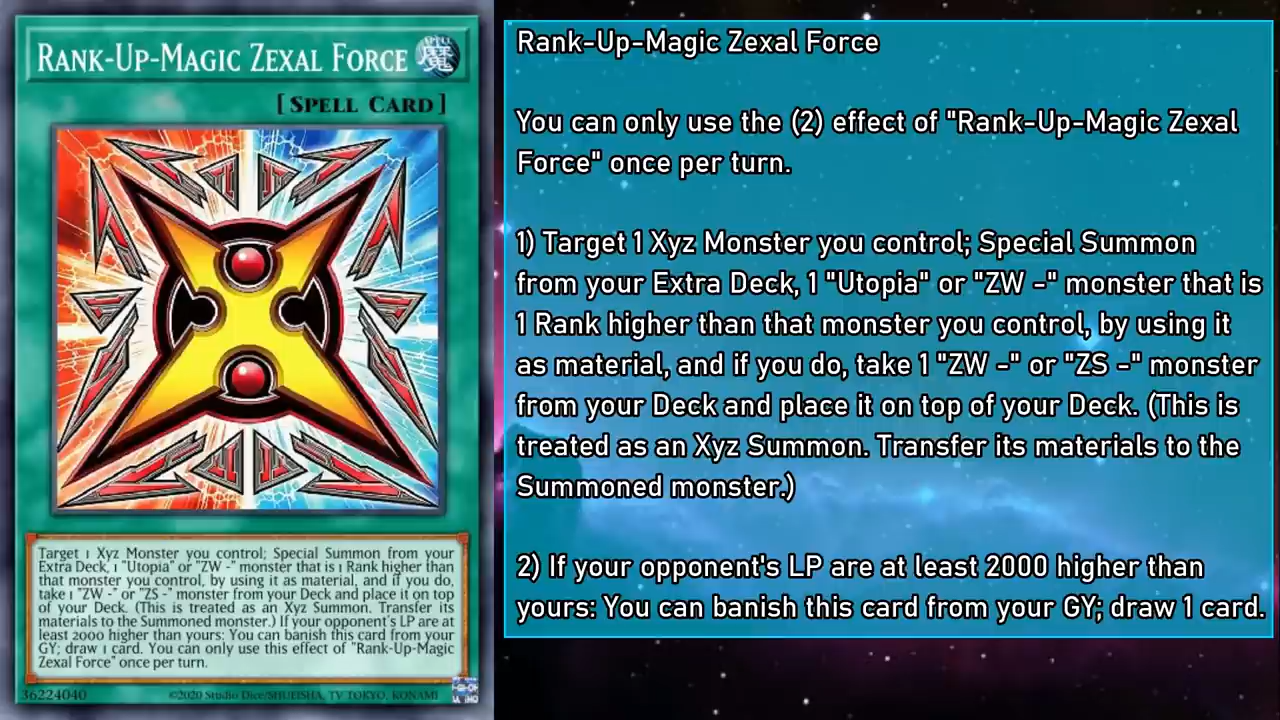 RANK-UP-MAGIC ZEXAL FORCE
魔
[ SPELL CARD ]
Target 1 Xyz Monster you control; Special Summon from your
Extra Deck, 1 "Utopia" or "ZW -" monster that is 1 Rank higher than
that monster you control, by using it as material, and if you do,
take 1 "ZW -" or "ZS -" monster from your Deck and place it on top
of your Deck. (This is treated as an Xyz Summon. Transfer its
materials to the Summoned monster.) If your opponent's LP are at
least 2000 higher than yours: You can banish this card from your
GY; draw 1 card. You can only use this effect of "Rank-Up-Magic
Zexal Force" once per turn.
36224040
©2020 Studio Dice/SHUEISHA, TV TOKYO, KONAMI
Rank-Up-Magic Zexal Force
You can only use the (2) effect of "Rank-Up-Magic Zexal
Force" once per turn.
1) Target 1 Xyz Monster you control; Special Summon
from your Extra Deck, 1 "Utopia" or "ZW -" monster that is
1 Rank higher than that monster you control, by using it
as material, and if you do, take 1 "ZW -" or "ZS -" monster
from your Deck and place it on top of your Deck. (This is
treated as an Xyz Summon. Transfer its materials to the
Summoned monster.)
2) If your opponent's LP are at least 2000 higher than
yours: You can banish this card from your GY; draw 1 card.